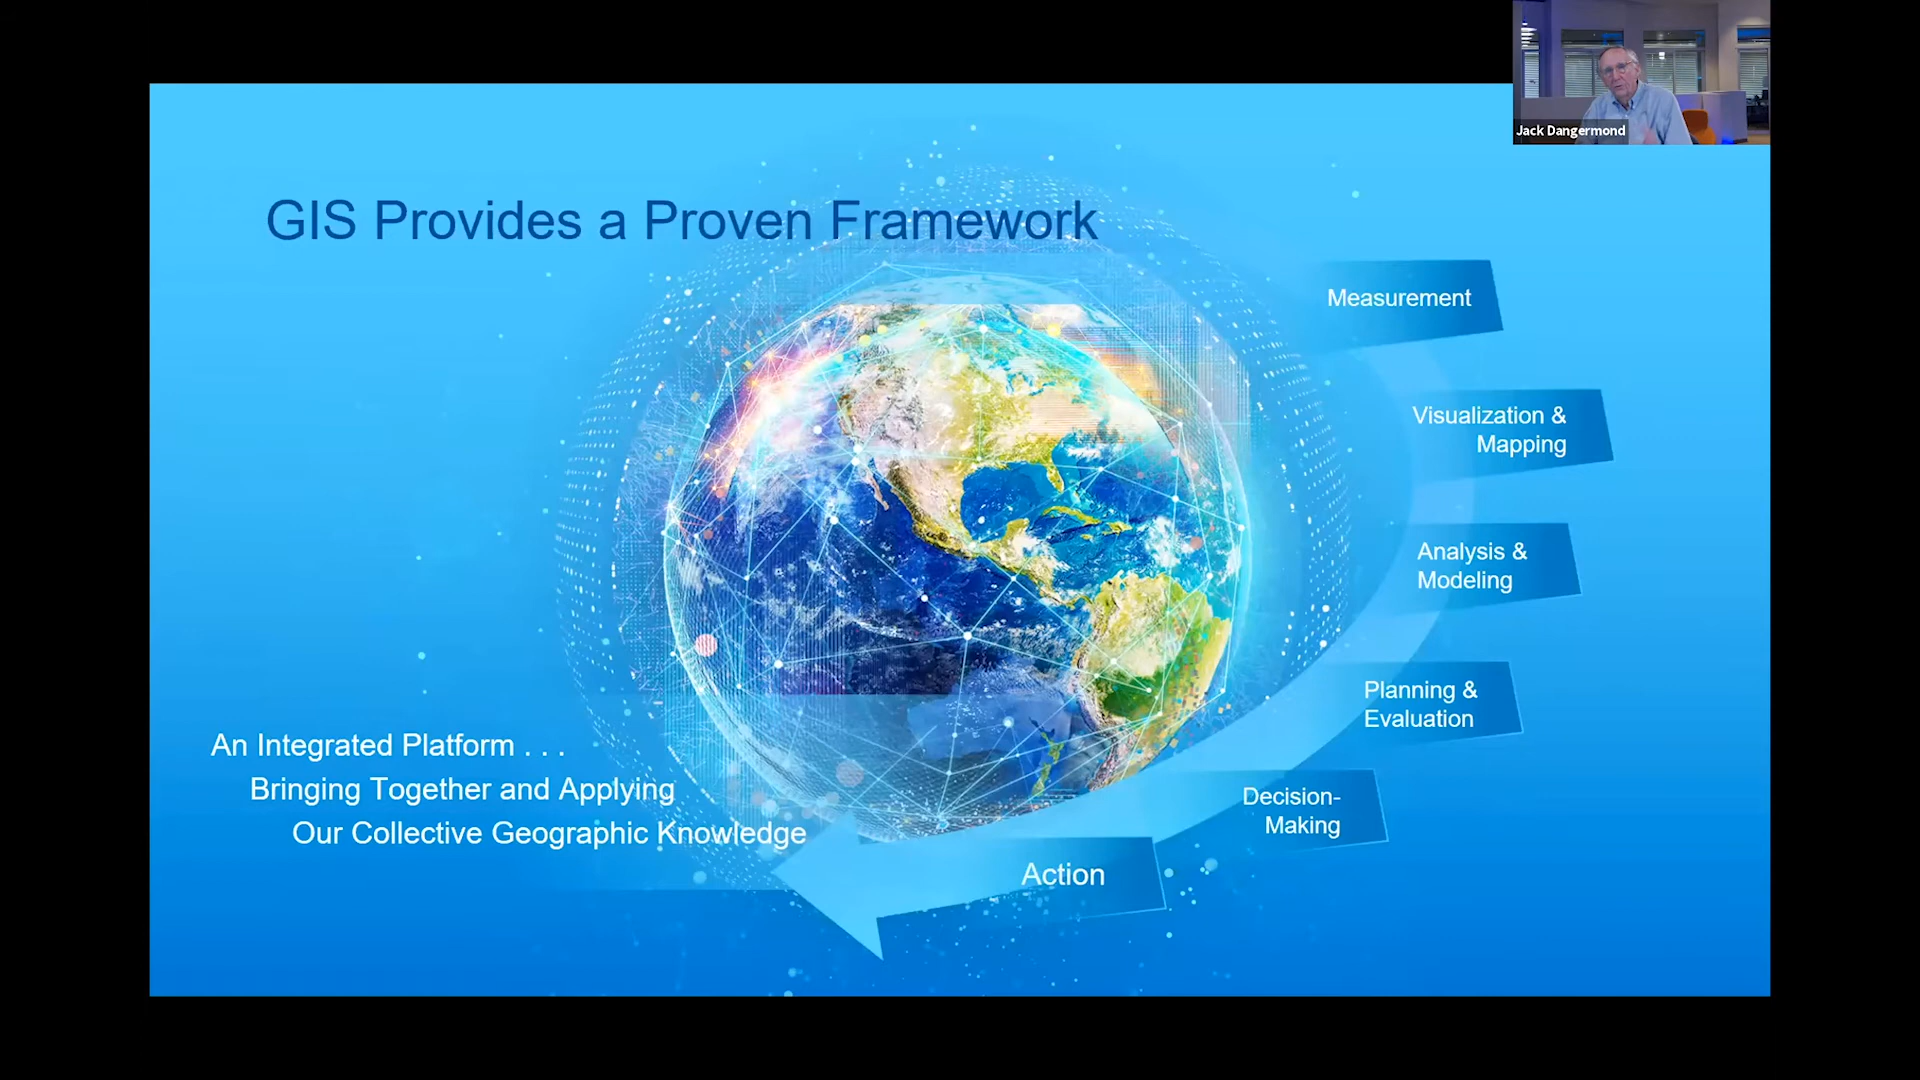 Jack Dangermond
GIS Provides a Proven Framework
Measurement
Visualization &
Mapping
Analysis &
Modeling
Planning &
Evaluation
Decision-
Making
Action
An Integrated Platform . . .
Bringing Together and Applying
Our Collective Geographic Knowledge